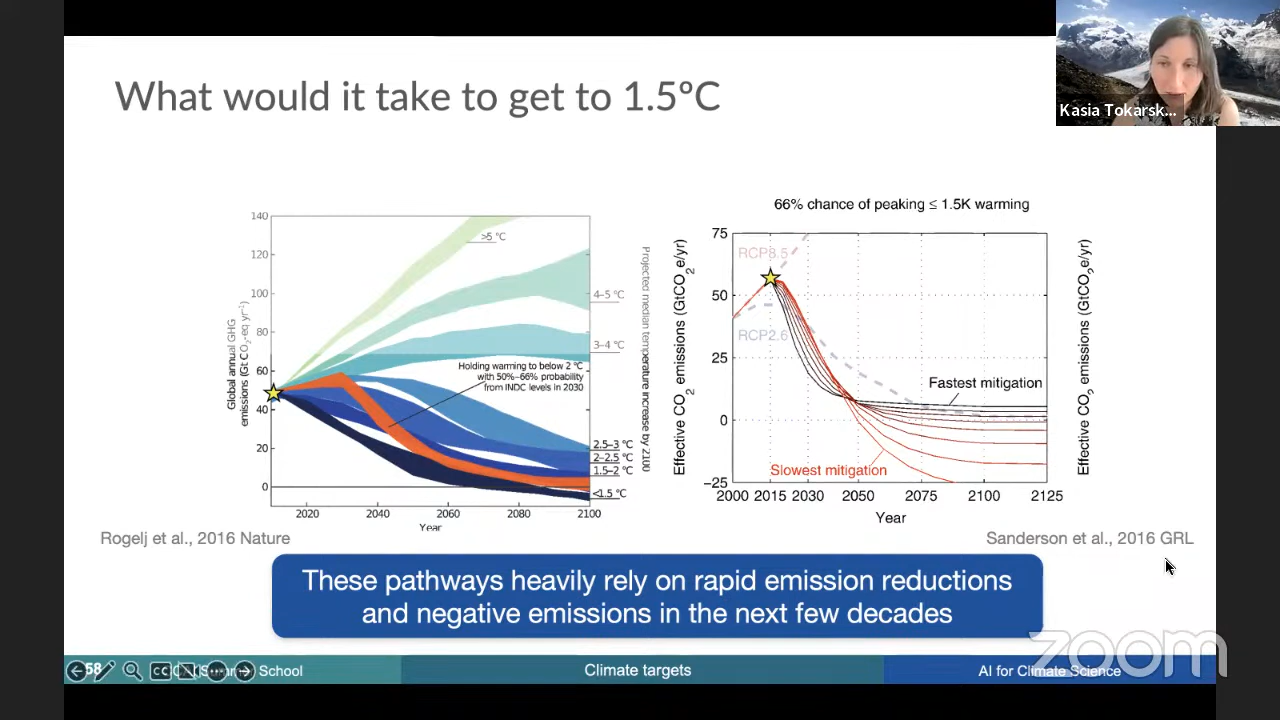 Kasia Tokarsk...
What would it take to get to 1.5°C
140
120
100
80
60
40
20
0
Global annual GHG
emissions (Gt CO2-eq yr-1)
>5 °C
4–5 °C
3–4 °C
Holding warming to below 2 °C
with 50%–66% probability
from INDC levels in 2030
2.5–3 °C
2–2.5 °C
1.5–2 °C
<1.5 °C
Projected median temperature increase by 2100
2020 2040 2060 2080 2100
Year
66% chance of peaking ≤ 1.5K warming
75
50
25
0
−25
Effective CO2 emissions (GtCO2e/yr)
RCP8.5
RCP2.6
Fastest mitigation
Slowest mitigation
Effective CO2 emissions (GtCO2e/yr)
2000 2015 2030 2050 2075 2100 2125
Year
Rogelj et al., 2016 Nature
Sanderson et al., 2016 GRL
These pathways heavily rely on rapid emission reductions
and negative emissions in the next few decades
zoom
58 CC School
Climate targets
AI for Climate Science